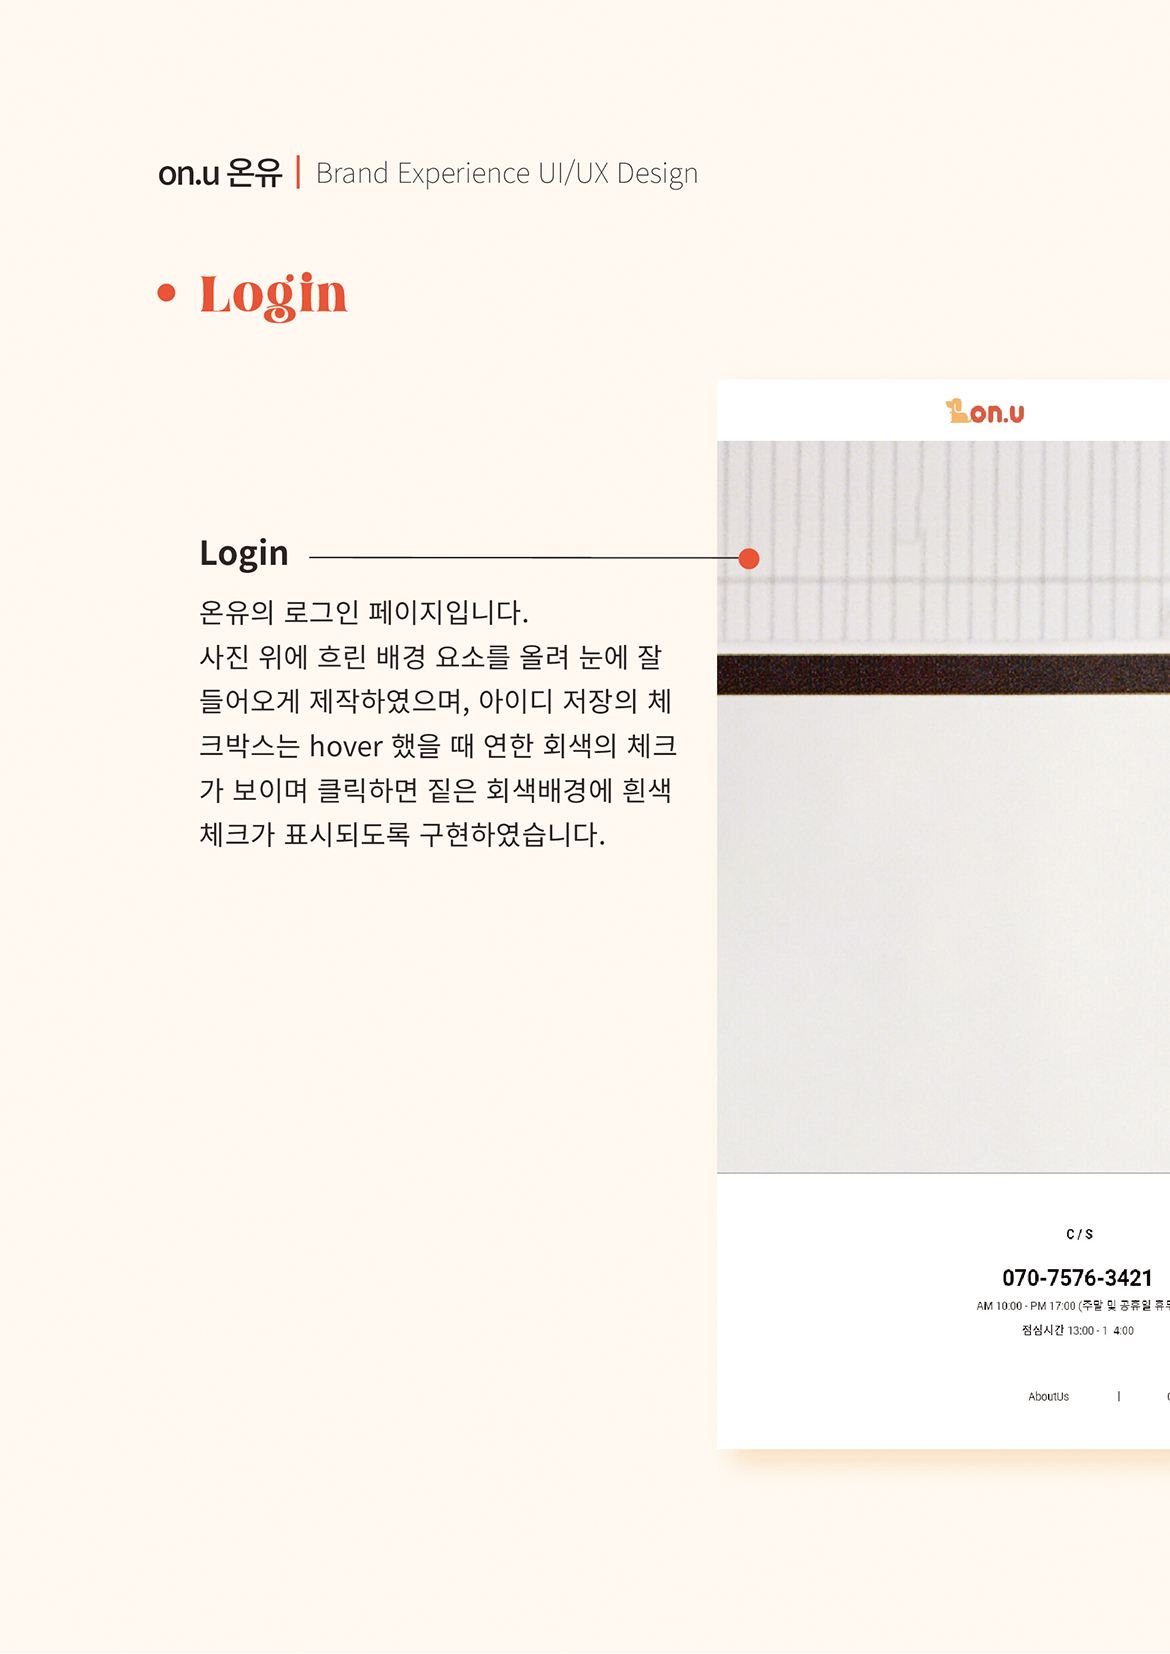 on.u 온유 | Brand Experience UI/UX Design
• Login
on.u
Login
온유의 로그인 페이지입니다.
사진 위에 흐린 배경 요소를 올려 눈에 잘
들어오게 제작하였으며, 아이디 저장의 체
크박스는 hover 했을 때 연한 회색의 체크
가 보이며 클릭하면 짙은 회색배경에 흰색
체크가 표시되도록 구현하였습니다.
C / S
070-7576-3421
AM 10:00 - PM 17:00 (주말 및 공휴일 휴
점심시간 13:00 - 1 4:00
AboutUs |